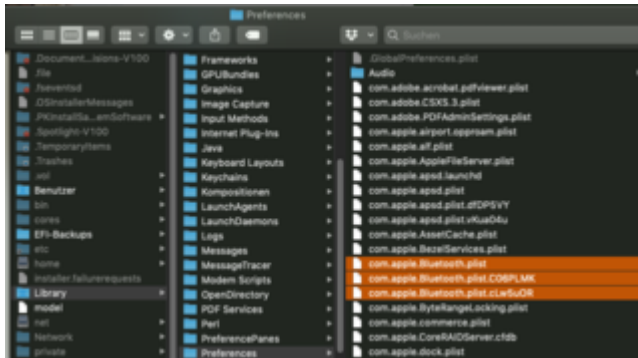 Preferences
Suchen
.Document...isions-V100
.file
.fseventsd
.OSInstallerMessages
.PKInstallSa...emSoftware
.Spotlight-V100
.TemporaryItems
.Trashes
.vol
Benutzer
bin
cores
EFI-Backups
etc
home
installer.failurerequests
Library
model
net
Network
private
Frameworks
GPUBundles
Graphics
Image Capture
Input Methods
Internet Plug-Ins
Java
Keyboard Layouts
Keychains
Kompositionen
LaunchAgents
LaunchDaemons
Logs
Messages
MessageTracer
Modem Scripts
OpenDirectory
PDF Services
Perl
PreferencePanes
Preferences
.GlobalPreferences.plist
Audio
com.adobe.acrobat.pdfviewer.plist
com.adobe.CSXS.3.plist
com.adobe.PDFAdminSettings.plist
com.apple.airport.opproam.plist
com.apple.alf.plist
com.apple.AppleFileServer.plist
com.apple.apsd.launchd
com.apple.apsd.plist
com.apple.apsd.plist.dfDP5VY
com.apple.apsd.plist.vKuaD4u
com.apple.AssetCache.plist
com.apple.BezelServices.plist
com.apple.Bluetooth.plist
com.apple.Bluetooth.plist.CO6PLMK
com.apple.Bluetooth.plist.cLw5uOR
com.apple.ByteRangeLocking.plist
com.apple.commerce.plist
com.apple.CoreRAIDServer.cfdb
com.apple.dock.plist